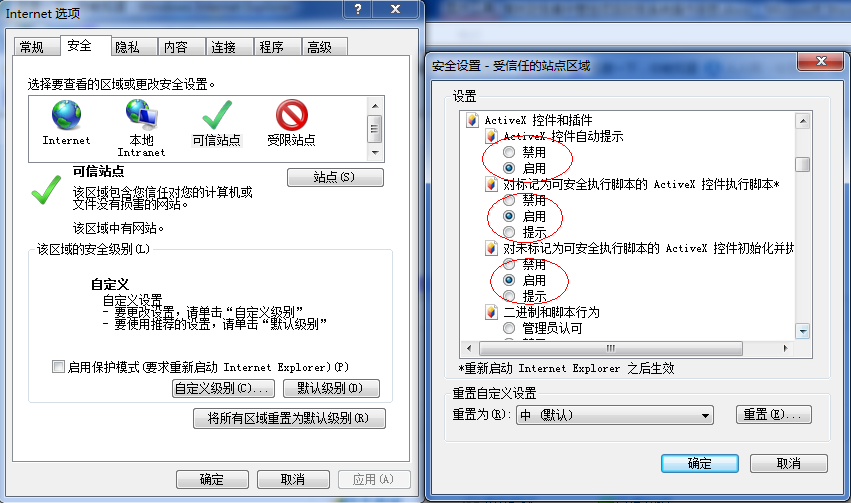 Internet 选项
?
常规
安全
隐私
内容
连接
程序
高级
选择要查看的区域或更改安全设置。
Internet
本地
Intranet
可信站点
受限站点
可信站点
该区域包含您信任对您的计算机或
文件没有损害的网站。
该区域中有网站。
站点(S)
该区域的安全级别(L)
自定义
自定义设置
- 要更改设置，请单击“自定义级别”
- 要使用推荐的设置，请单击“默认级别”
启用保护模式(要求重新启动 Internet Explorer)(P)
自定义级别(C)...
默认级别(D)
将所有区域重置为默认级别(R)
确定
取消
应用(A)
安全设置 - 受信任的站点区域
设置
ActiveX 控件和插件
ActiveX 控件自动提示
禁用
启用
对标记为可安全执行脚本的 ActiveX 控件执行脚本*
禁用
启用
提示
对未标记为可安全执行脚本的 ActiveX 控件初始化并执
禁用
启用
提示
二进制和脚本行为
管理员认可
*重新启动 Internet Explorer 之后生效
重置自定义设置
重置为(R):
中 (默认)
重置(E)...
确定
取消